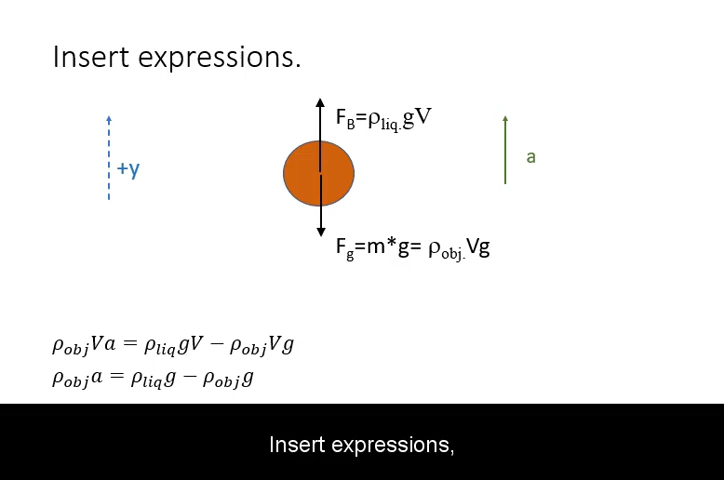 Insert expressions.
F_B=ρ_liq.gV
+y
a
F_g=m*g= ρ_obj.Vg
ρ_obj Va = ρ_liq gV − ρ_obj Vg
ρ_obj a = ρ_liq g − ρ_obj g
Insert expressions,